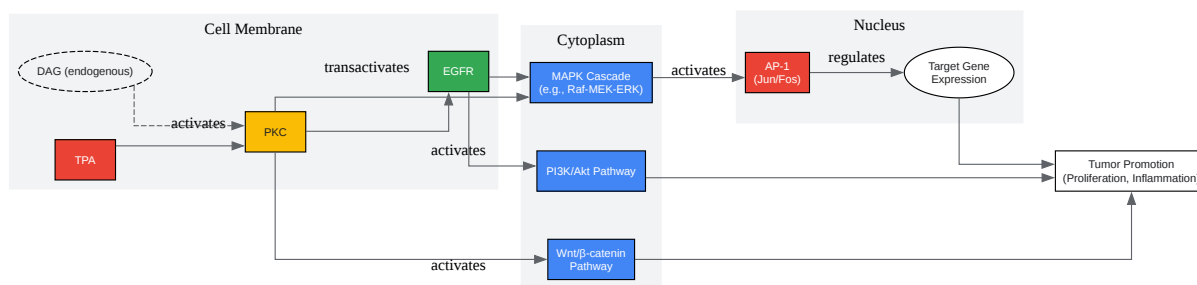 Cell Membrane
DAG (endogenous)
activates
TPA
PKC
transactivates
EGFR
activates
activates
Cytoplasm
MAPK Cascade
(e.g., Raf-MEK-ERK)
PI3K/Akt Pathway
Wnt/β-catenin
Pathway
activates
Nucleus
AP-1
(Jun/Fos)
regulates
Target Gene
Expression
Tumor Promotion
(Proliferation, Inflammation)